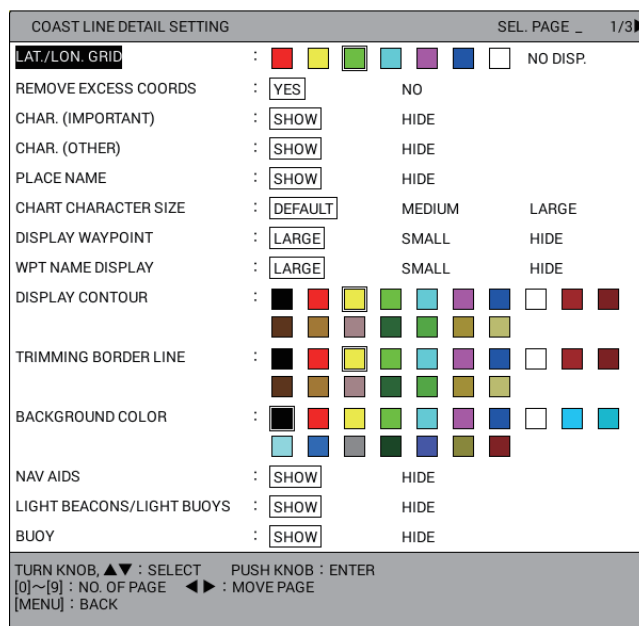 COAST LINE DETAIL SETTING SEL. PAGE _ 1/3▶
LAT./LON. GRID : NO DISP.
REMOVE EXCESS COORDS : YES NO
CHAR. (IMPORTANT) : SHOW HIDE
CHAR. (OTHER) : SHOW HIDE
PLACE NAME : SHOW HIDE
CHART CHARACTER SIZE : DEFAULT MEDIUM LARGE
DISPLAY WAYPOINT : LARGE SMALL HIDE
WPT NAME DISPLAY : LARGE SMALL HIDE
DISPLAY CONTOUR :
TRIMMING BORDER LINE :
BACKGROUND COLOR :
NAV AIDS : SHOW HIDE
LIGHT BEACONS/LIGHT BUOYS : SHOW HIDE
BUOY : SHOW HIDE
TURN KNOB, ▲▼ : SELECT PUSH KNOB : ENTER
[0]～[9] : NO. OF PAGE ◀ ▶ : MOVE PAGE
[MENU] : BACK